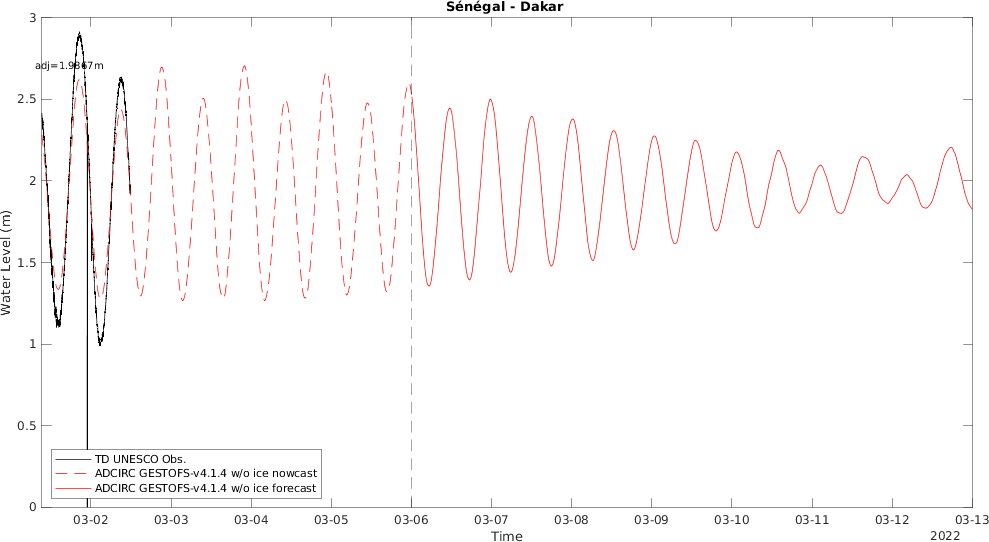 Sénégal - Dakar
3
2.5
2
1.5
1
0.5
0
Water Level (m)
adj=1.9367m
TD UNESCO Obs.
ADCIRC GESTOFS-v4.1.4 w/o ice nowcast
ADCIRC GESTOFS-v4.1.4 w/o ice forecast
03-02 03-03 03-04 03-05 03-06 03-07 03-08 03-09 03-10 03-11 03-12 03-13
Time
2022